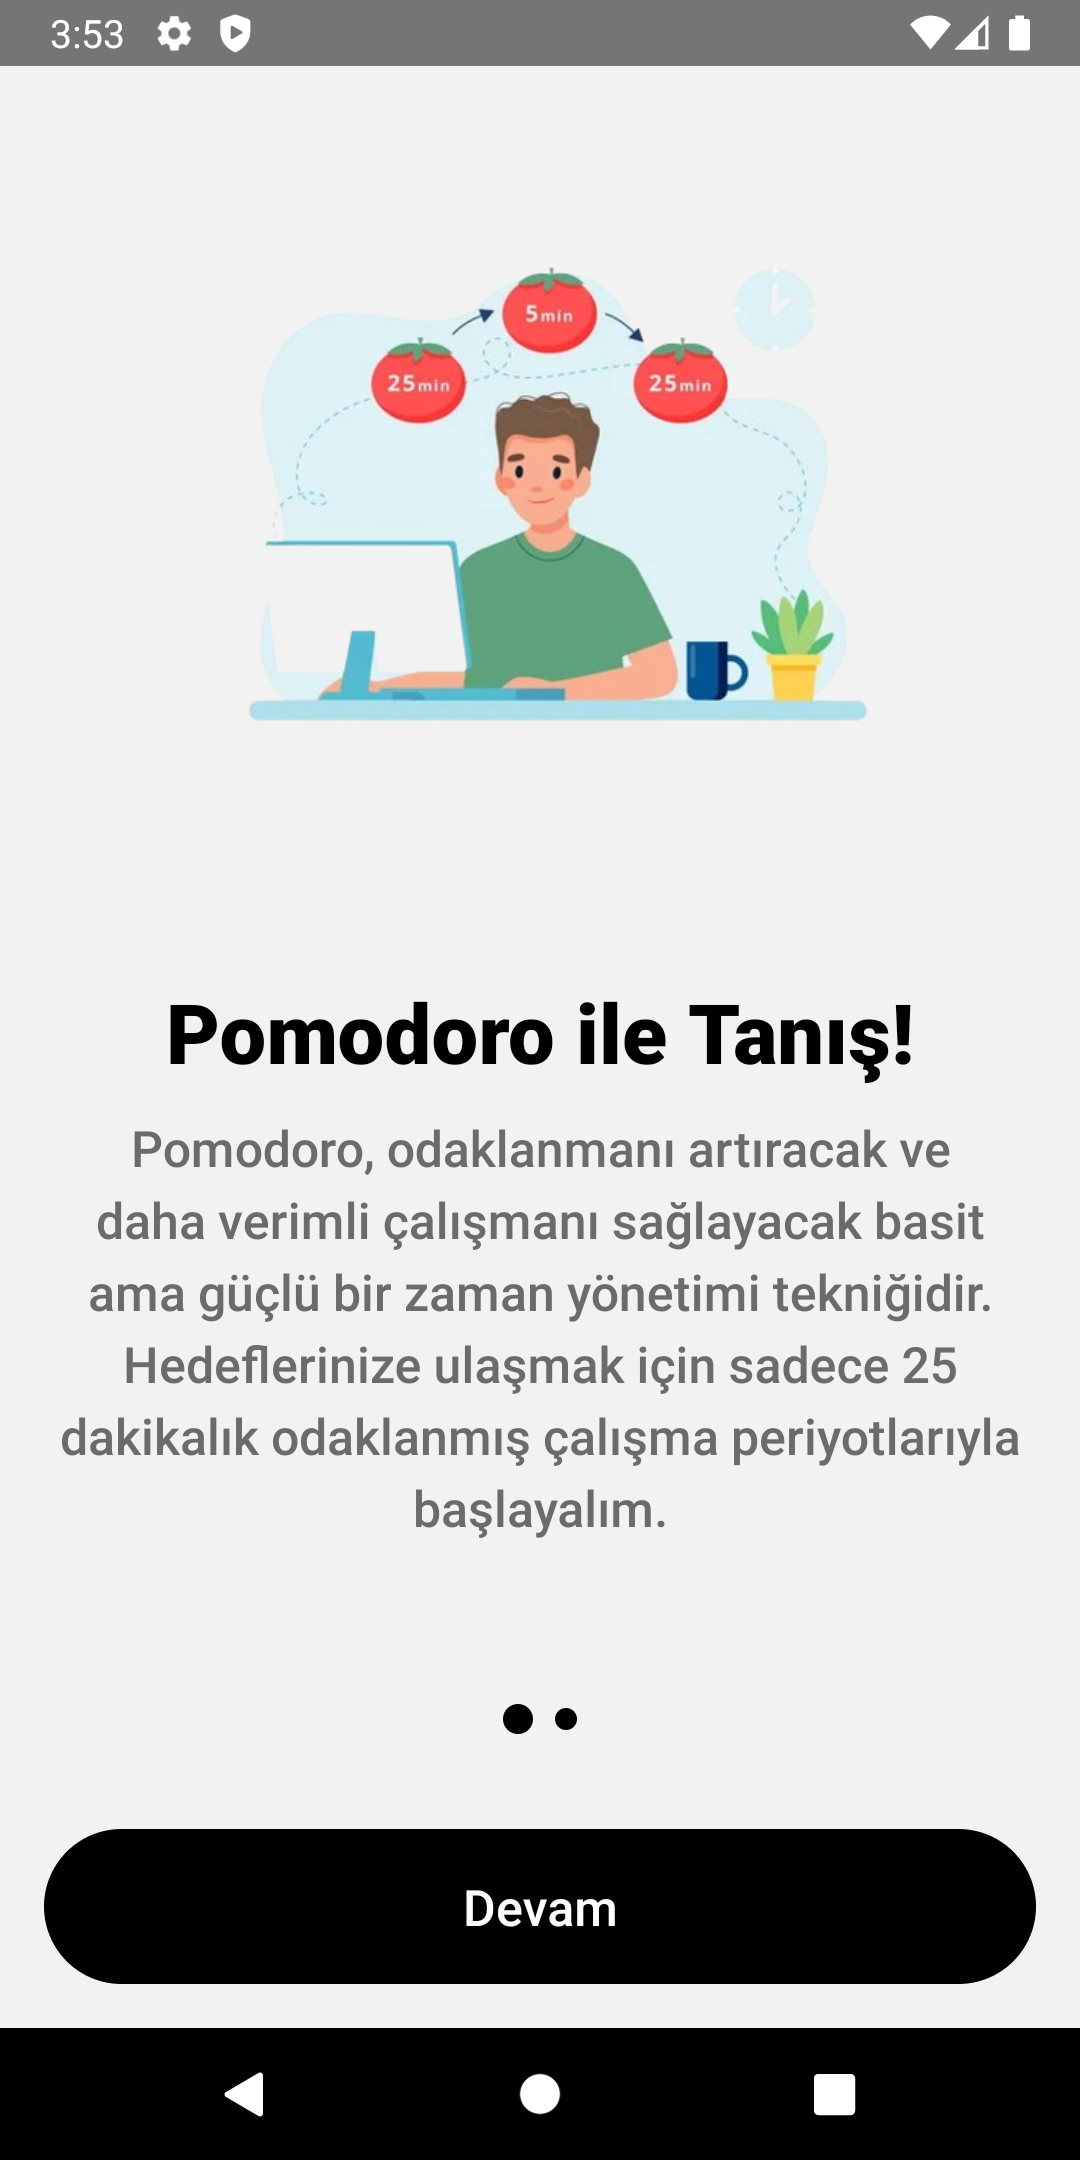 3:53
5min
25min
25min
Pomodoro ile Tanış!
Pomodoro, odaklanmanı artıracak ve
daha verimli çalışmanı sağlayacak basit
ama güçlü bir zaman yönetimi tekniğidir.
Hedeflerinize ulaşmak için sadece 25
dakikalık odaklanmış çalışma periyotlarıyla
başlayalım.
Devam